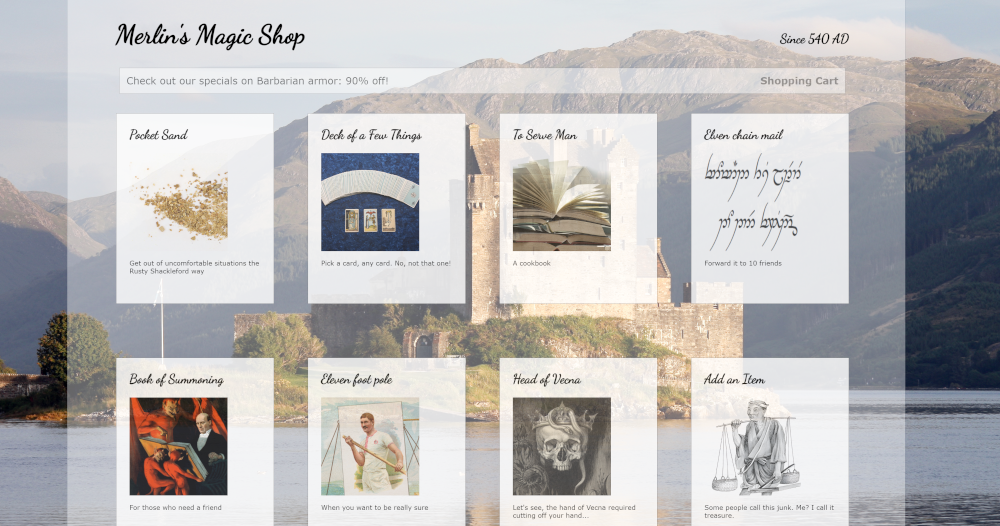 Merlin's Magic Shop
Since 540 AD
Check out our specials on Barbarian armor: 90% off!
Shopping Cart
Pocket Sand
Get out of uncomfortable situations the
Rusty Shackleford way
Deck of a Few Things
Pick a card, any card. No, not that one!
To Serve Man
A cookbook
Elven chain mail
Forward it to 10 friends
Book of Summoning
For those who need a friend
Eleven foot pole
When you want to be really sure
Head of Vecna
Let's see, the hand of Vecna required
cutting off your hand...
Add an Item
Some people call this junk. Me? I call it
treasure.